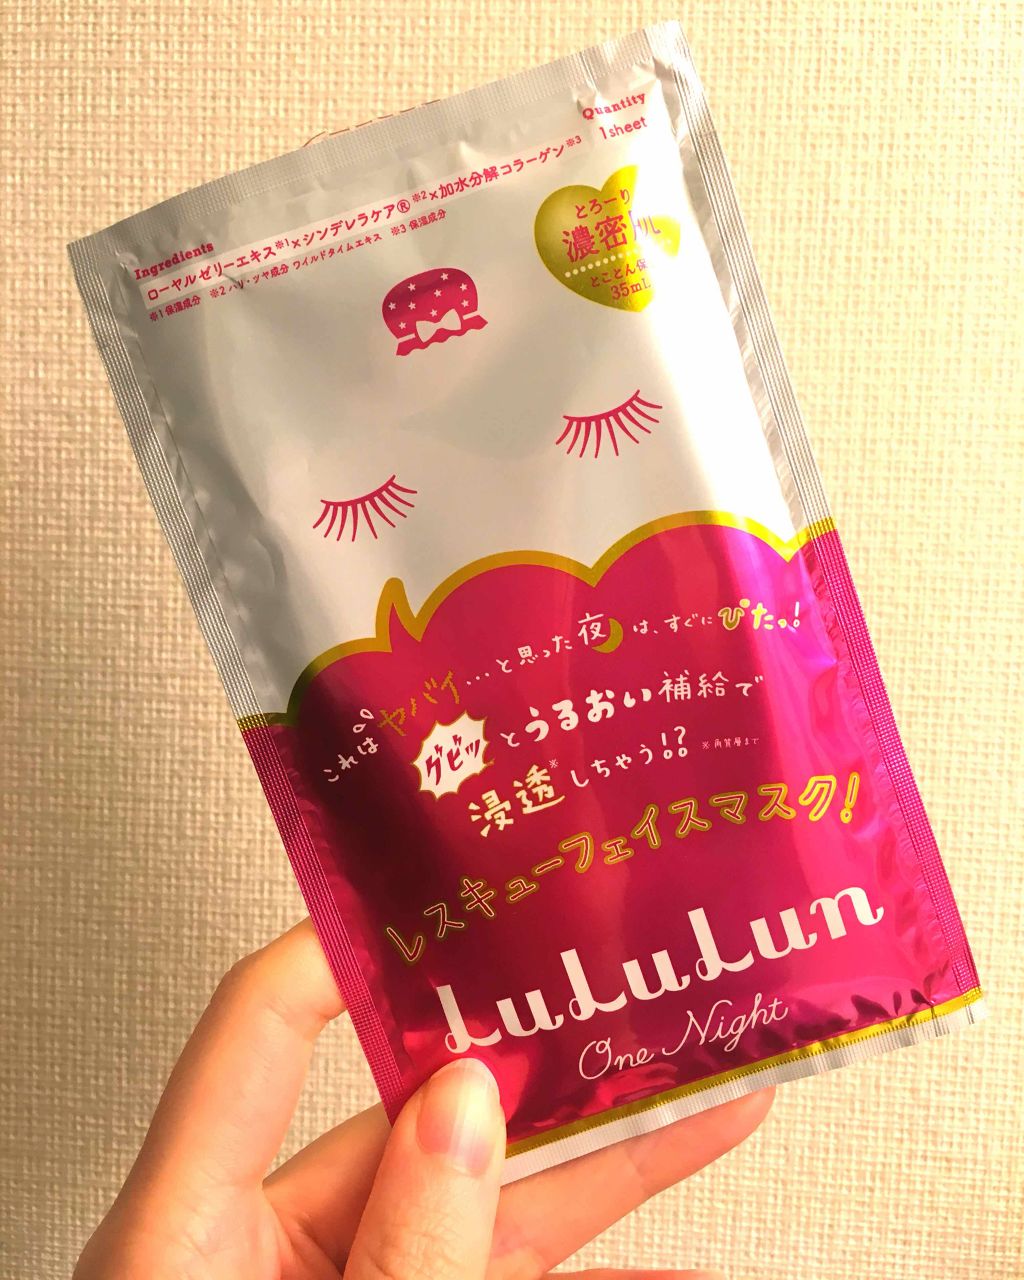 Quantity
1sheet
Ingredients
ローヤルゼリーエキス※1×シンデレラケア®※2×加水分解コラーゲン※3
※1 保湿成分 ※2 ハリ・ツヤ成分 ワイルドタイムエキス ※3 保湿成分
とろーり
濃密肌
とことん保
35mL
これはヤバイ...と思った夜は、すぐにぴたっ!
グビッとうるおい補給で
浸透※しちゃう!? ※角質層まで
レスキューフェイスマスク!
LuLuLun
One Night